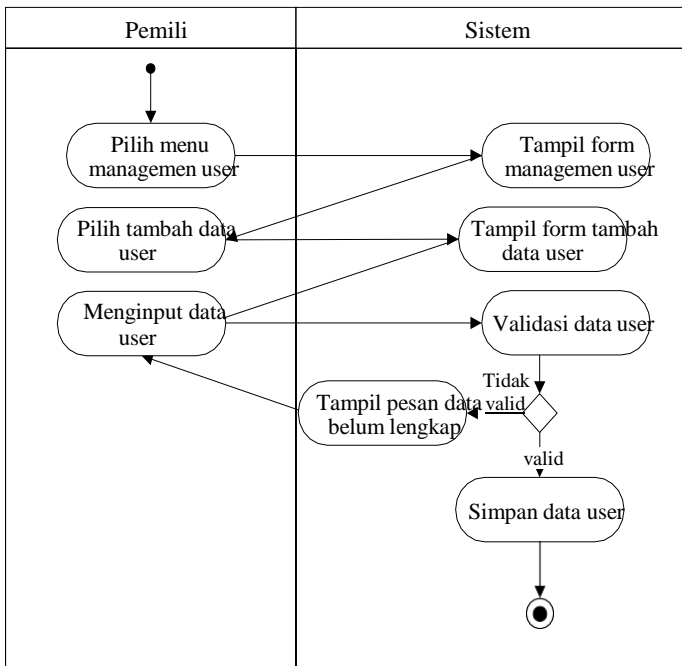 Pemili
Sistem
Pilih menu
managemen user
Tampil form
managemen user
Pilih tambah data
user
Tampil form tambah
data user
Menginput data
user
Validasi data user
Tidak
valid
Tampil pesan data
belum lengkap
valid
Simpan data user